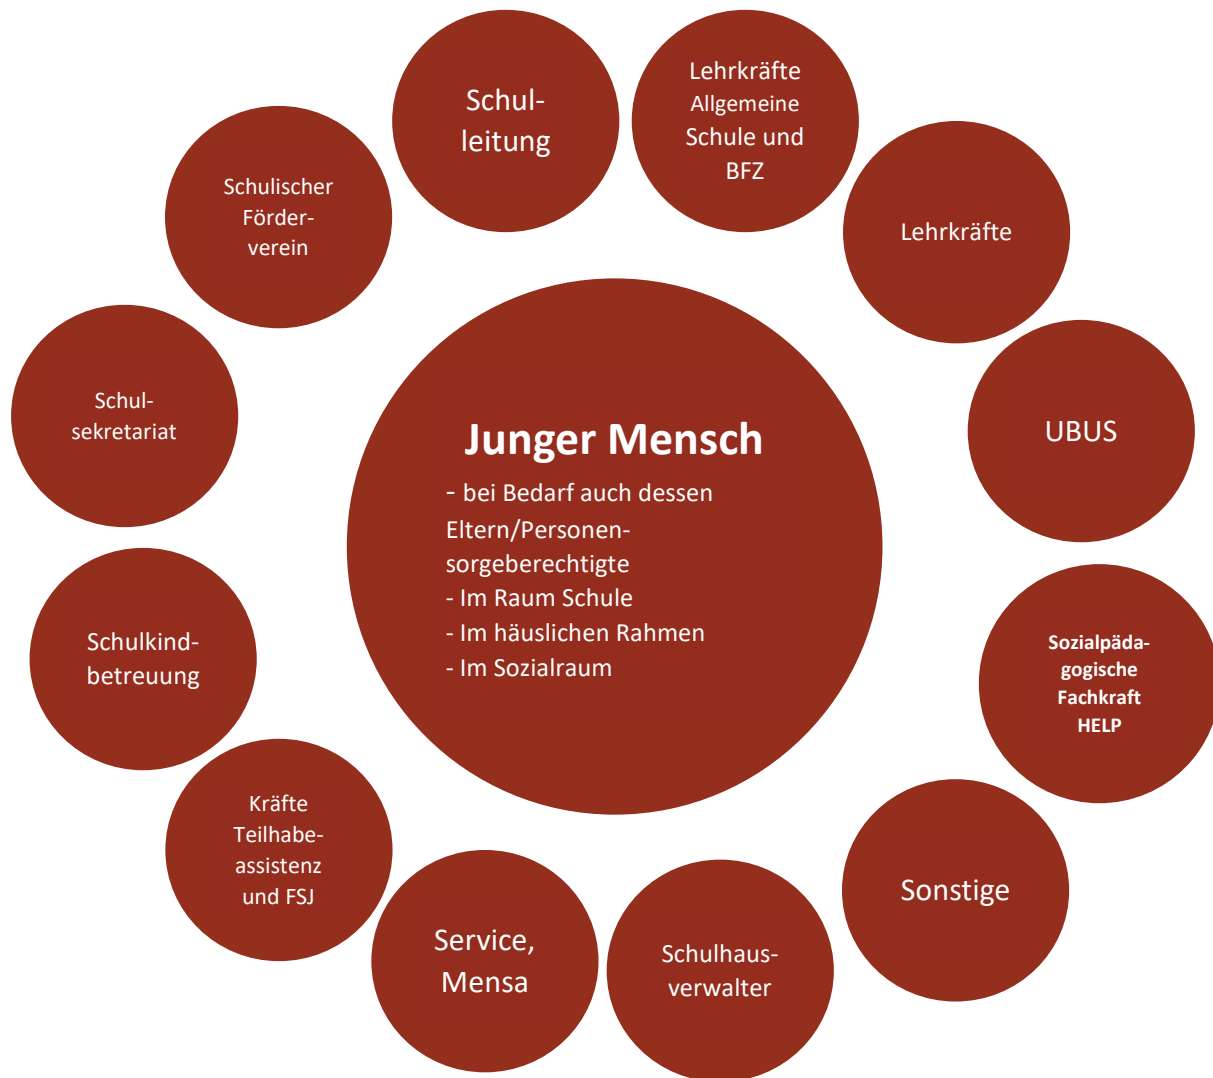 Schul-
leitung
Lehrkräfte
Allgemeine
Schule und
BFZ
Lehrkräfte
UBUS
Sozialpäda-
gogische
Fachkraft
HELP
Sonstige
Schulhaus-
verwalter
Service,
Mensa
Kräfte
Teilhabe-
assistenz
und FSJ
Schulkind-
betreuung
Schul-
sekretariat
Schulischer
Förder-
verein
Junger Mensch
- bei Bedarf auch dessen
Eltern/Personen-
sorgeberechtigte
- Im Raum Schule
- Im häuslichen Rahmen
- Im Sozialraum